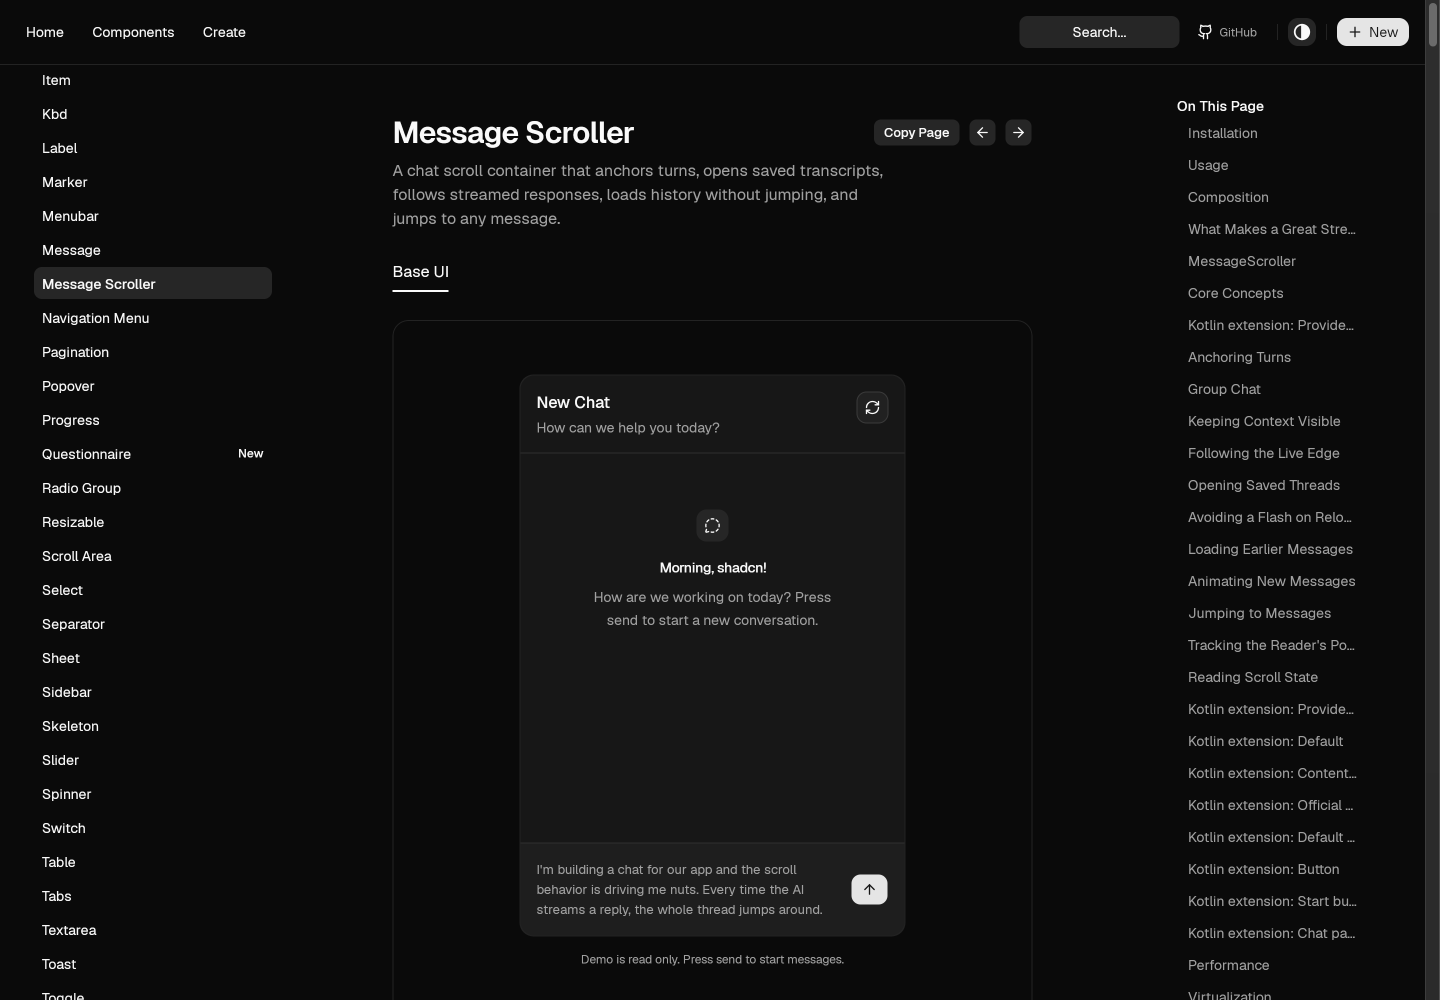 Home
Components
Create
Search...
GitHub
New
Item
Kbd
Label
Marker
Menubar
Message
Message Scroller
Navigation Menu
Pagination
Popover
Progress
Questionnaire
New
Radio Group
Resizable
Scroll Area
Select
Separator
Sheet
Sidebar
Skeleton
Slider
Spinner
Switch
Table
Tabs
Textarea
Toast
Toggle
Message Scroller
Copy Page
A chat scroll container that anchors turns, opens saved transcripts,
follows streamed responses, loads history without jumping, and
jumps to any message.
Base UI
New Chat
How can we help you today?
Morning, shadcn!
How are we working on today? Press
send to start a new conversation.
I'm building a chat for our app and the scroll
behavior is driving me nuts. Every time the AI
streams a reply, the whole thread jumps around.
Demo is read only. Press send to start messages.
On This Page
Installation
Usage
Composition
What Makes a Great Stre...
MessageScroller
Core Concepts
Kotlin extension: Provide...
Anchoring Turns
Group Chat
Keeping Context Visible
Following the Live Edge
Opening Saved Threads
Avoiding a Flash on Relo...
Loading Earlier Messages
Animating New Messages
Jumping to Messages
Tracking the Reader's Po...
Reading Scroll State
Kotlin extension: Provide...
Kotlin extension: Default
Kotlin extension: Content...
Kotlin extension: Official ...
Kotlin extension: Default ...
Kotlin extension: Button
Kotlin extension: Start bu...
Kotlin extension: Chat pa...
Performance
Virtualization